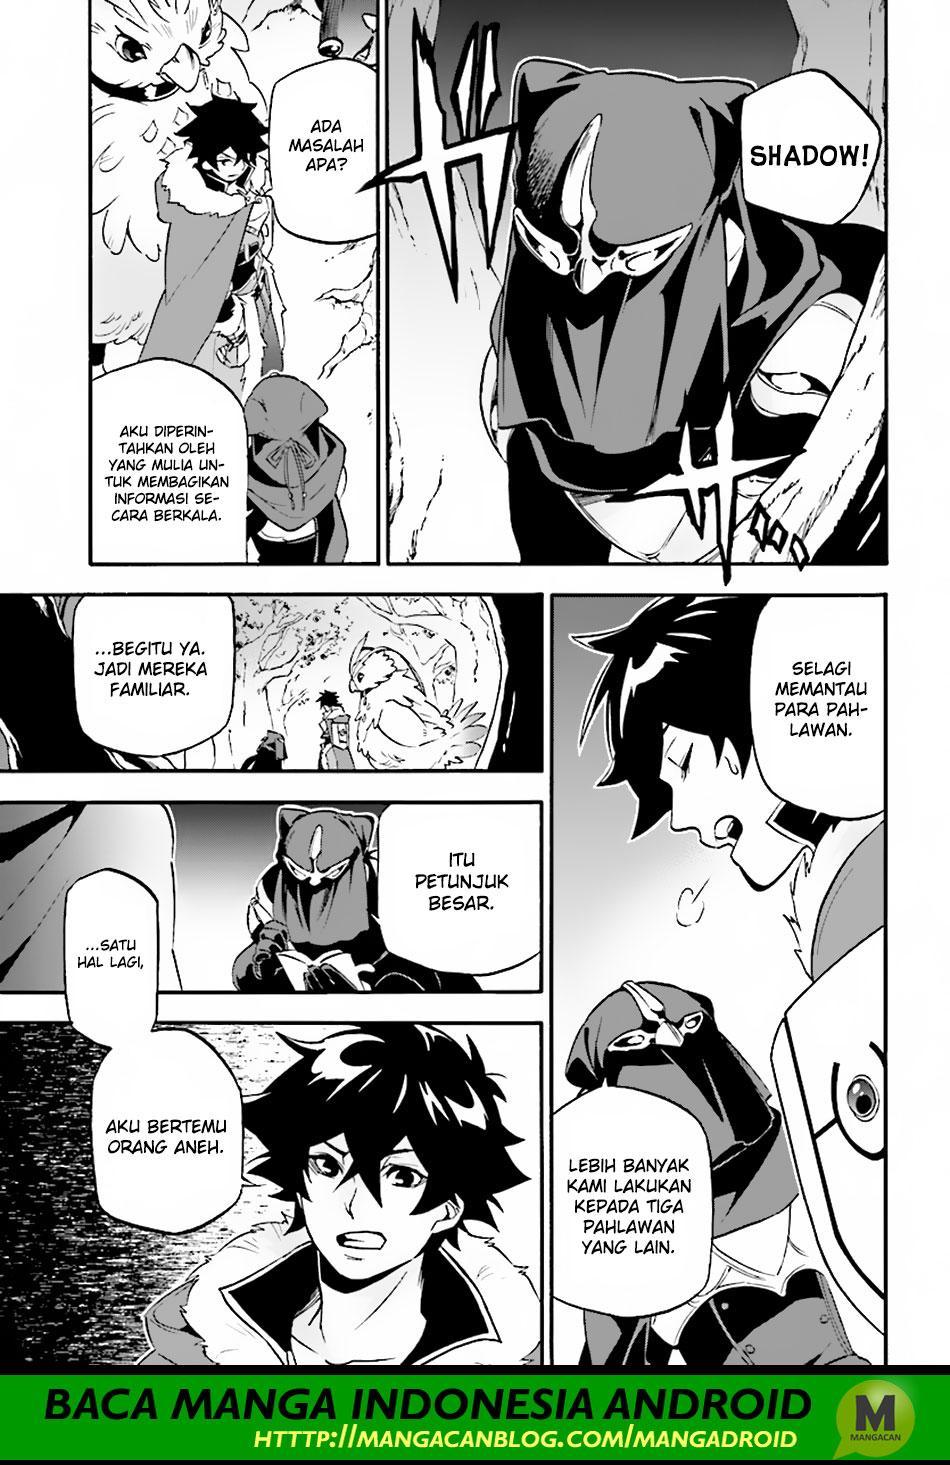 SHADOW!
ADA
MASALAH
APA?
AKU DIPERIN-
TAHKAN OLEH
YANG MULIA UN-
TUK MEMBAGIKAN
INFORMASI SE-
CARA BERKALA.
SELAGI
MEMANTAU
PARA PAH-
LAWAN.
LEBIH BANYAK
KAMI LAKUKAN
KEPADA TIGA
PAHLAWAN
YANG LAIN.
...BEGITU YA.
JADI MEREKA
FAMILIAR.
ITU
PETUNJUK
BESAR.
...SATU
HAL LAGI,
AKU BERTEMU
ORANG ANEH.
BACA MANGA INDONESIA ANDROID
HTTTP://MANGACANBLOG.COM/MANGADROID
M
MANGACAN